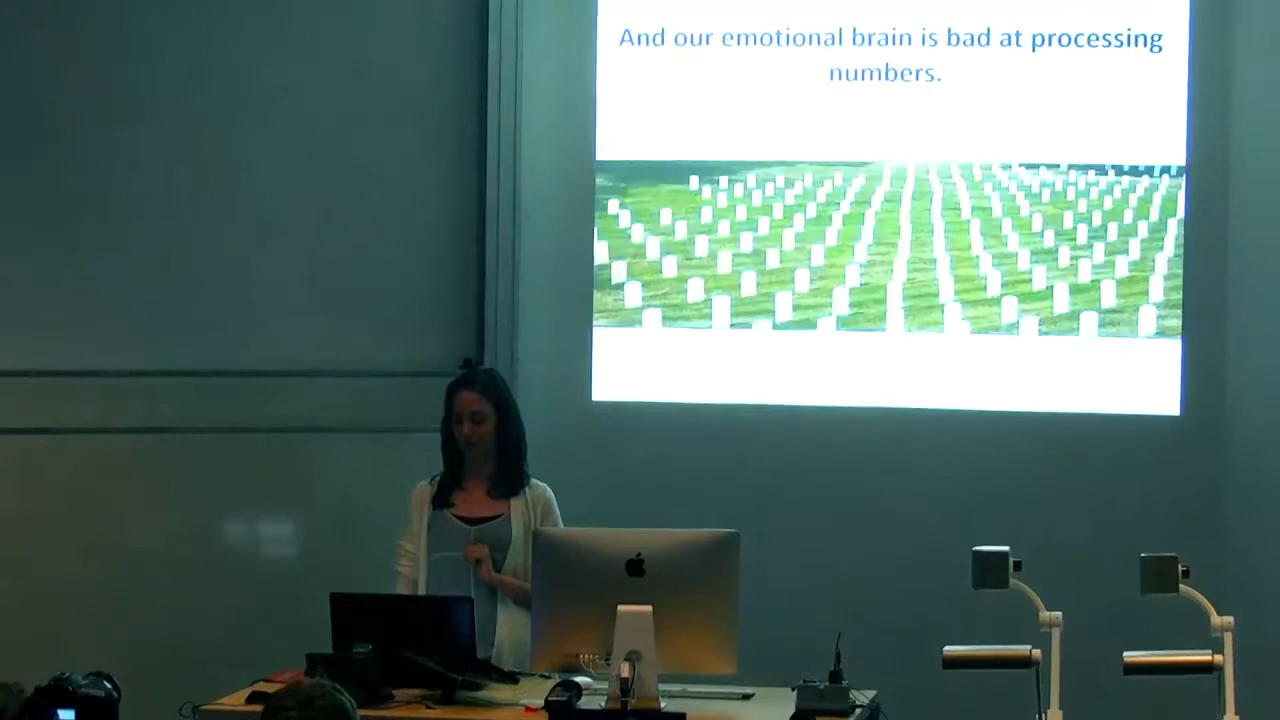 And our emotional brain is bad at processing
numbers.